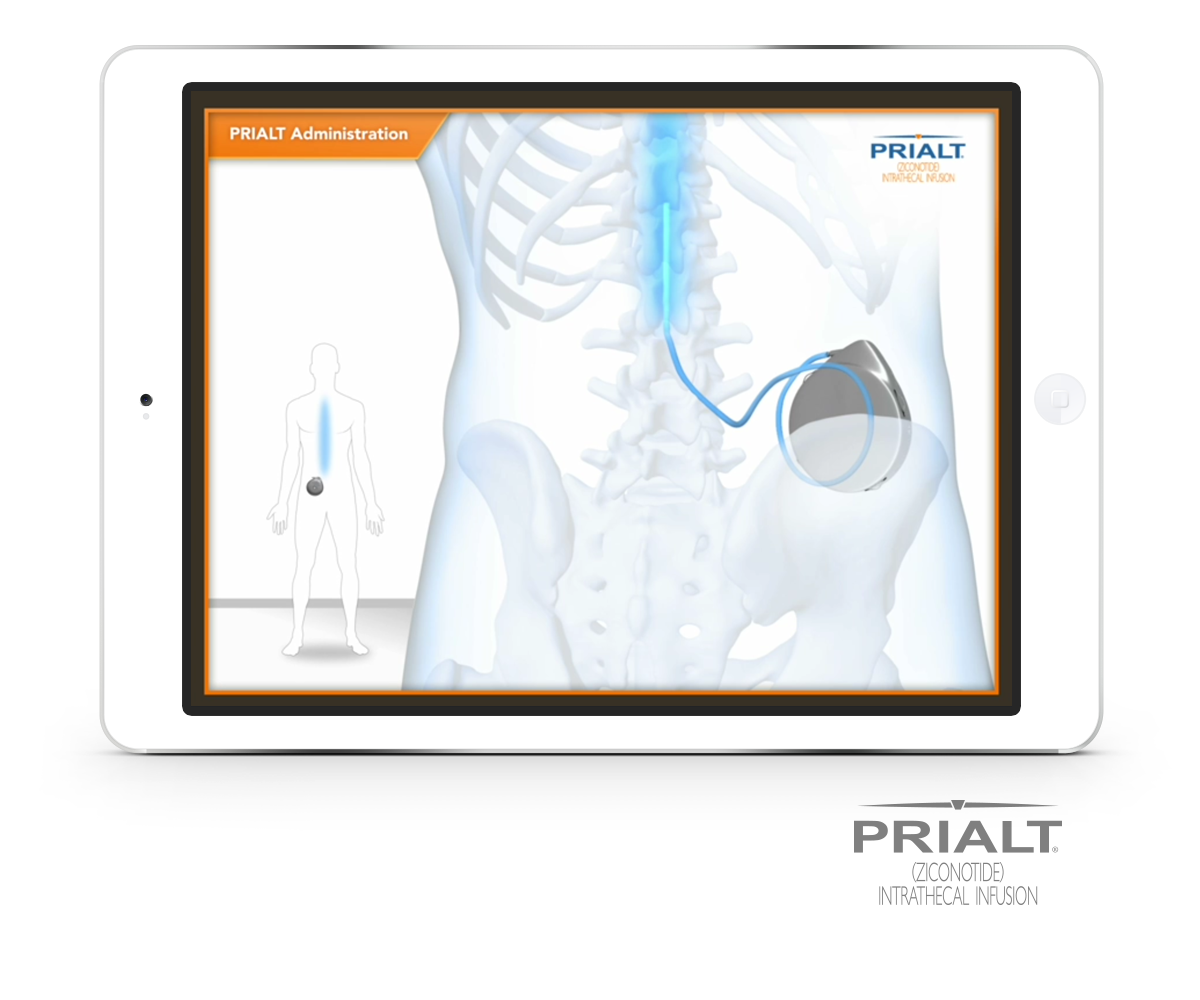 PRIALT Administration
PRIALT
(ZICONOTIDE)
INTRATHECAL INFUSION
PRIALT®
(ZICONOTIDE)
INTRATHECAL INFUSION